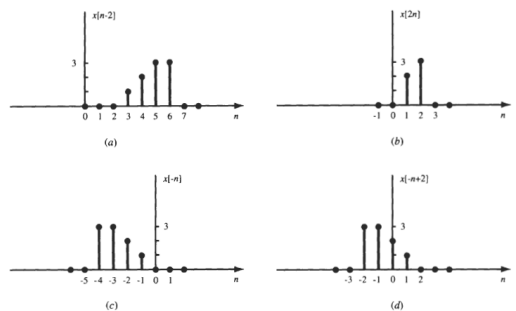 x[n-2]
3
0 1 2 3 4 5 6 7 n
(a)
x[2n]
3
-1 0 1 2 3 n
(b)
x[-n]
3
-5 -4 -3 -2 -1 0 1 n
(c)
x[-n+2]
3
-3 -2 -1 0 1 2 n
(d)